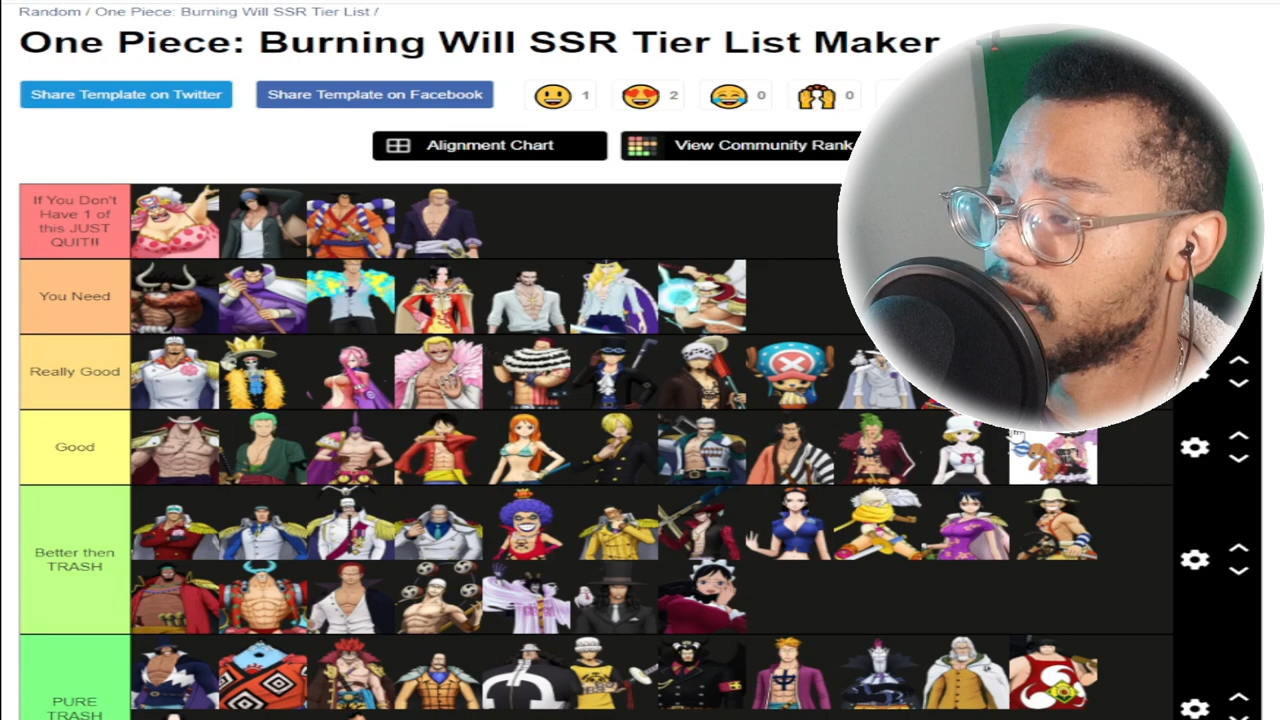 Random / One Piece: Burning Will SSR Tier List /
One Piece: Burning Will SSR Tier List Maker
Share Template on Twitter
Share Template on Facebook
1
2
0
0
Alignment Chart
View Community Rank
If You Don't
Have 1 of
this JUST
QUIT!!
You Need
Really Good
Good
Better then
TRASH
PURE
TRASH